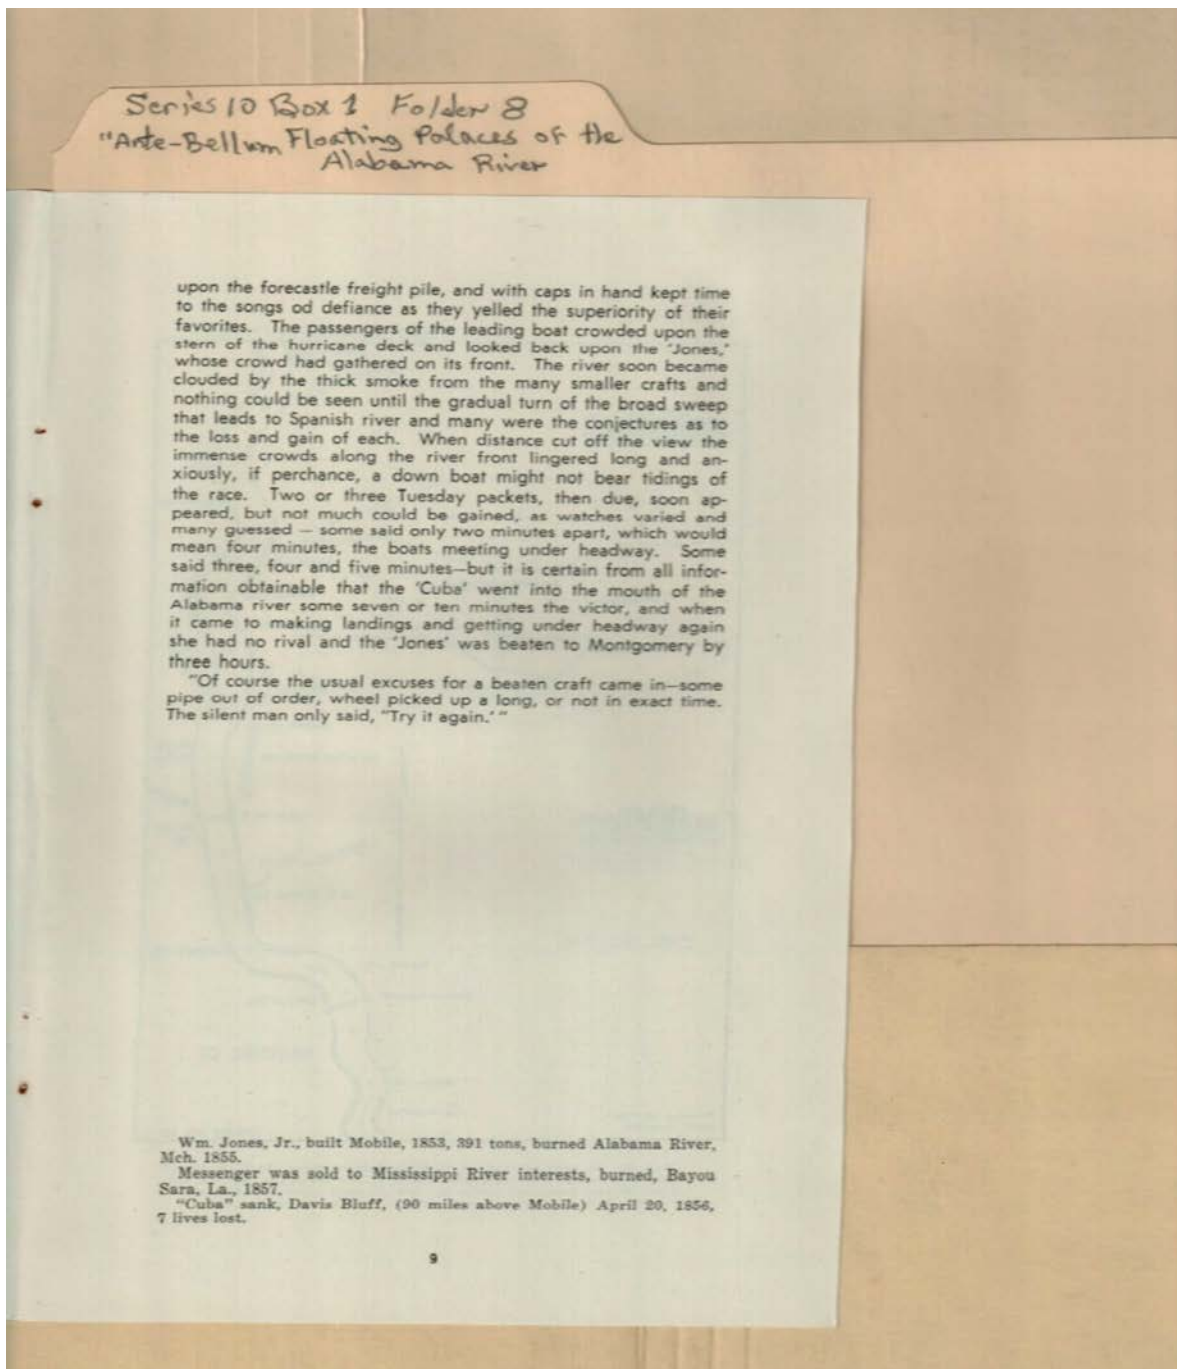 Series 10 Box 1 Folder 8
"Ante-Bellum Floating Palaces of the
Alabama River
upon the forecastle freight pile, and with caps in hand kept time
to the songs od defiance as they yelled the superiority of their
favorites. The passengers of the leading boat crowded upon the
stern of the hurricane deck and looked back upon the 'Jones,'
whose crowd had gathered on its front. The river soon became
clouded by the thick smoke from the many smaller crafts and
nothing could be seen until the gradual turn of the broad sweep
that leads to Spanish river and many were the conjectures as to
the loss and gain of each. When distance cut off the view the
immense crowds along the river front lingered long and an-
xiously, if perchance, a down boat might not bear tidings of
the race. Two or three Tuesday packets, then due, soon ap-
peared, but not much could be gained, as watches varied and
many guessed — some said only two minutes apart, which would
mean four minutes, the boats meeting under headway. Some
said three, four and five minutes—but it is certain from all infor-
mation obtainable that the 'Cuba' went into the mouth of the
Alabama river some seven or ten minutes the victor, and when
it came to making landings and getting under headway again
she had no rival and the 'Jones' was beaten to Montgomery by
three hours.
"Of course the usual excuses for a beaten craft came in—some
pipe out of order, wheel picked up a long, or not in exact time.
The silent man only said, "Try it again.' "
Wm. Jones, Jr., built Mobile, 1853, 391 tons, burned Alabama River,
Mch. 1855.
Messenger was sold to Mississippi River interests, burned, Bayou
Sara, La., 1857.
"Cuba" sank, Davis Bluff, (90 miles above Mobile) April 20, 1856,
7 lives lost.
9